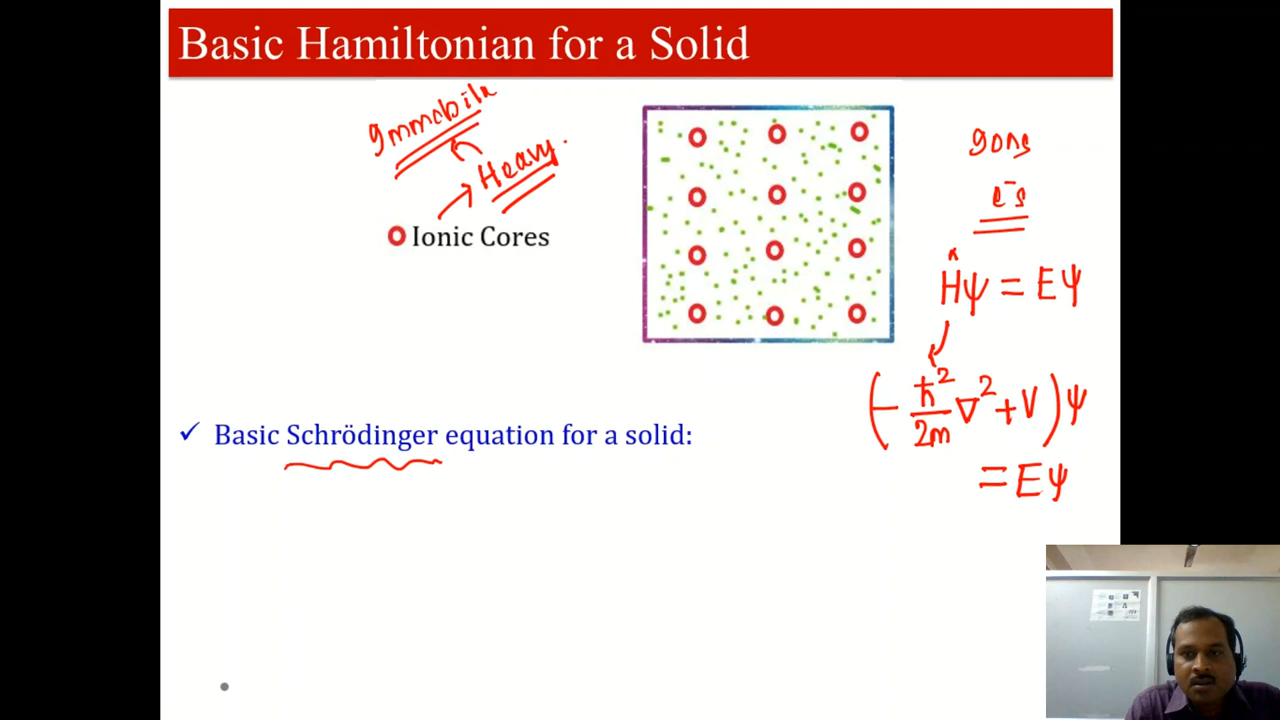 Basic Hamiltonian for a Solid
Immobile
Heavy.
Ionic Cores
Ions
e⁻s
Ĥψ = Eψ
(-ℏ²/2m ∇² + V)ψ
= Eψ
✓ Basic Schrödinger equation for a solid: